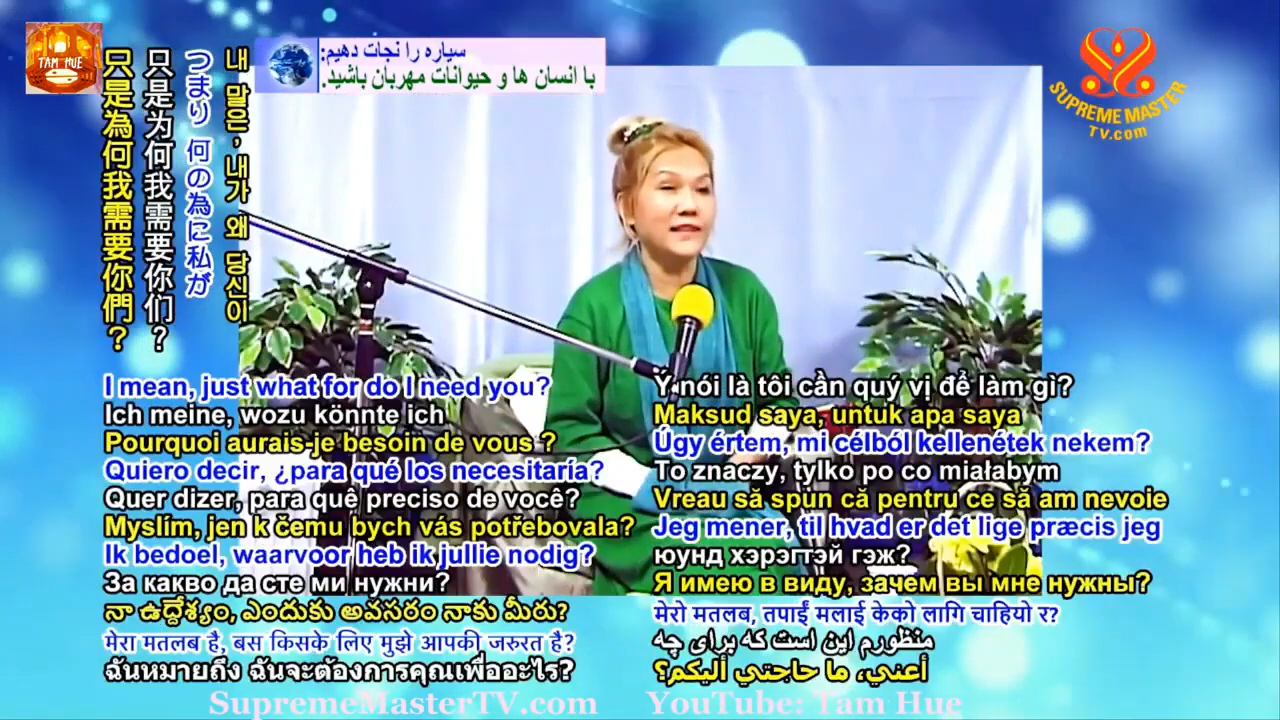 TAM HUE
سیاره را نجات دهیم:
با انسان ها و حیوانات مهربان باشید.
SUPREME MASTER
TV.com
내 말은, 내가 왜 당신이
つまり 何の為に私が
只是为何我需要你们?
只是為何我需要你們?
I mean, just what for do I need you?
Ich meine, wozu könnte ich
Pourquoi aurais-je besoin de vous ?
Quiero decir, ¿para qué los necesitaría?
Quer dizer, para quê preciso de você?
Myslím, jen k čemu bych vás potřebovala?
Ik bedoel, waarvoor heb ik jullie nodig?
За какво да сте ми нужни?
నా ఉద్దేశ్యం, ఎందుకు అవసరం నాకు మీరు?
मेरा मतलब है, बस किसके लिए मुझे आपकी जरुरत है?
ฉันหมายถึง ฉันจะต้องการคุณเพื่ออะไร?
Ý nói là tôi cần quý vị để làm gì?
Maksud saya, untuk apa saya
Úgy értem, mi célból kellenétek nekem?
To znaczy, tylko po co miałabym
Vreau să spun că pentru ce să am nevoie
Jeg mener, til hvad er det lige præcis jeg
юунд хэрэгтэй гэж?
Я имею в виду, зачем вы мне нужны?
मेरो मतलब, तपाईं मलाई केको लागि चाहियो र?
منظورم این است که برای چه
أعني، ما حاجتي أليكم؟
SupremeMasterTV.com
YouTube: Tam Hue